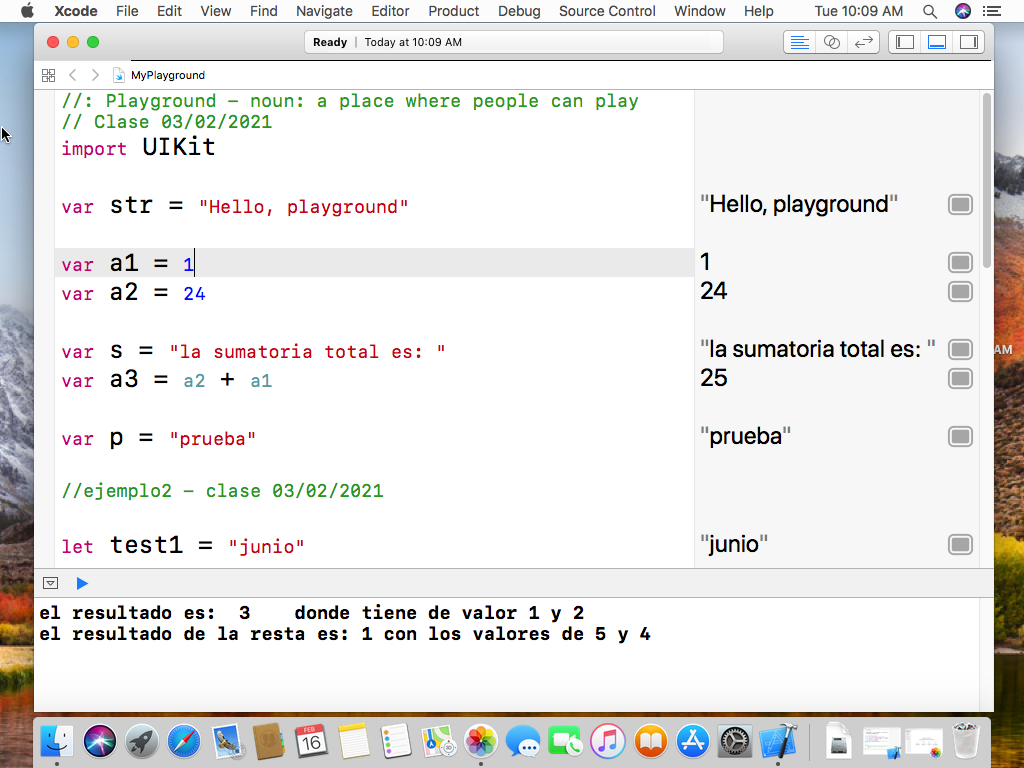 Xcode File Edit View Find Navigate Editor Product Debug Source Control Window Help Tue 10:09 AM
Ready | Today at 10:09 AM
MyPlayground
//: Playground - noun: a place where people can play
// Clase 03/02/2021
import UIKit
var str = "Hello, playground" "Hello, playground"
var a1 = 1 1
var a2 = 24 24
var s = "la sumatoria total es: " "la sumatoria total es: "
AM
var a3 = a2 + a1 25
var p = "prueba" "prueba"
//ejemplo2 - clase 03/02/2021
let test1 = "junio" "junio"
el resultado es:  3    donde tiene de valor 1 y 2
el resultado de la resta es: 1 con los valores de 5 y 4
FEB
16
3D